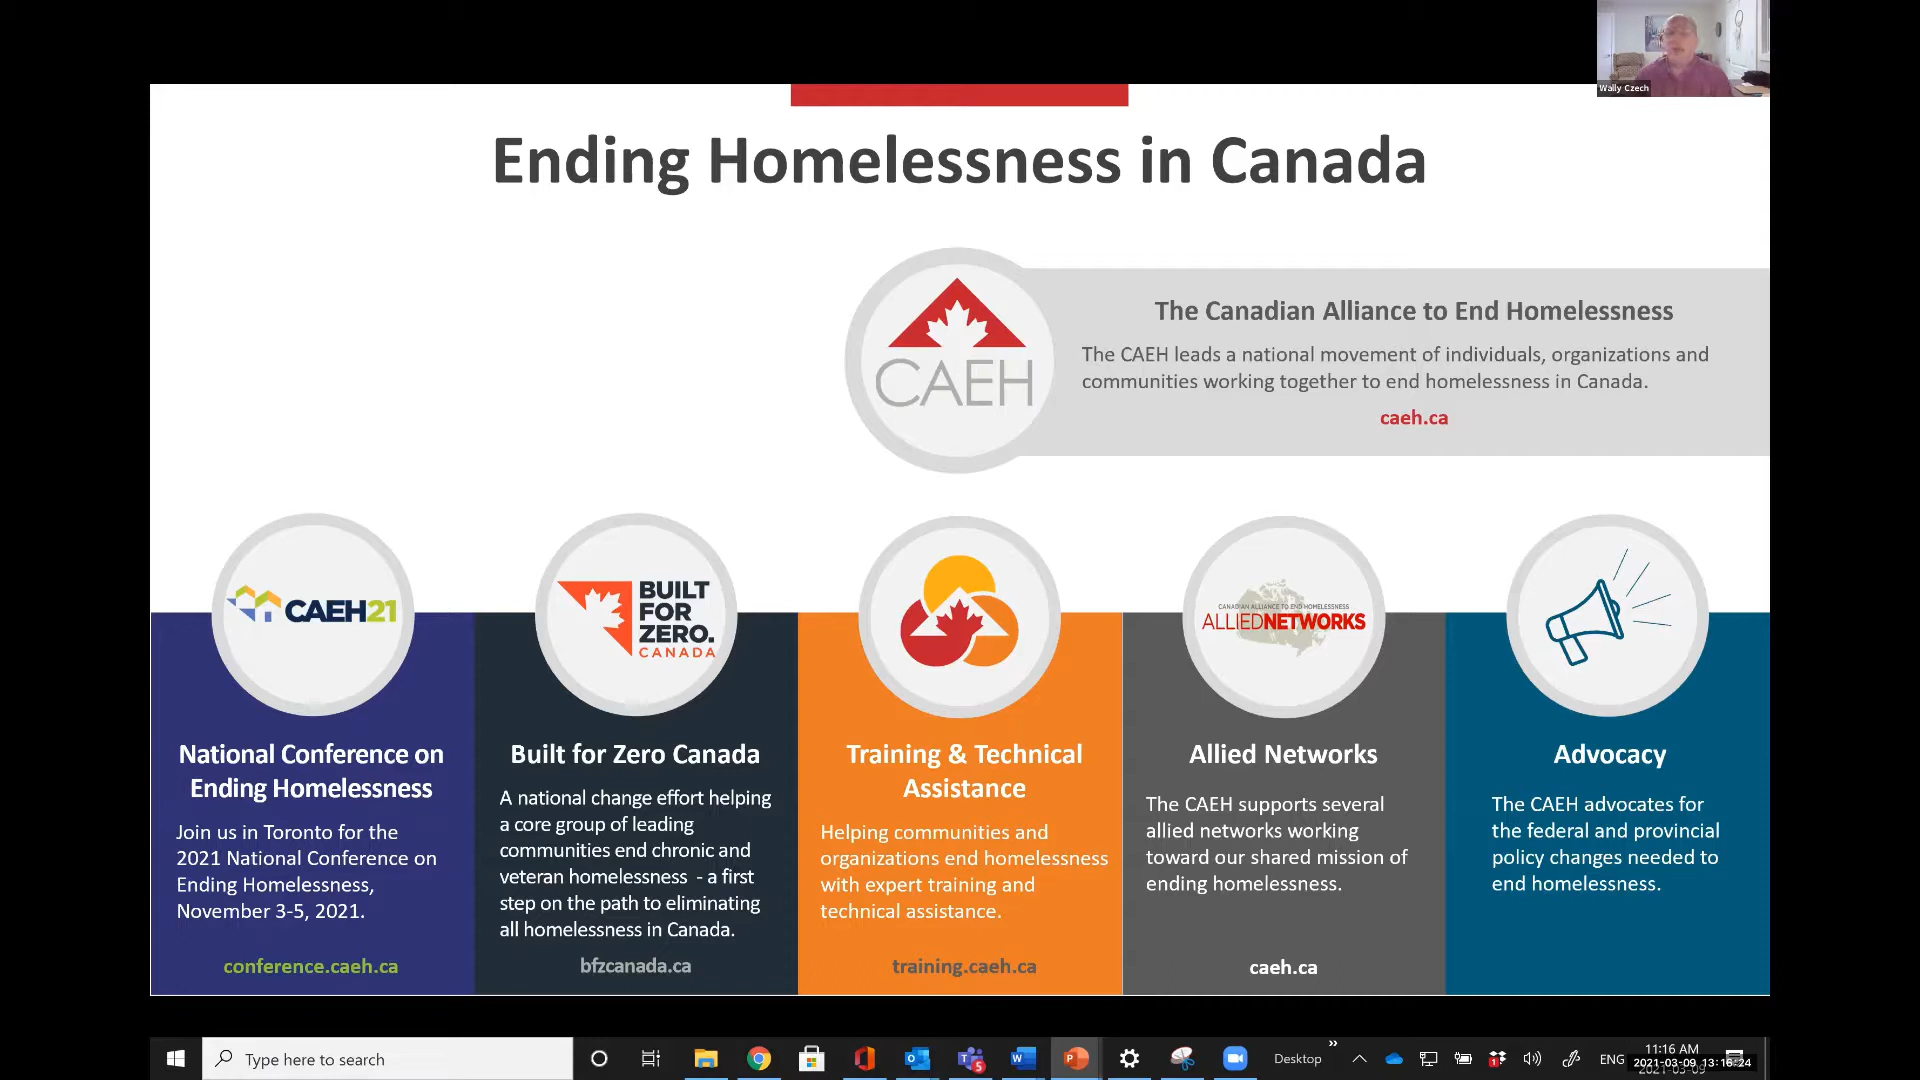 Wally Czech
Ending Homelessness in Canada
CAEH
The Canadian Alliance to End Homelessness
The CAEH leads a national movement of individuals, organizations and
communities working together to end homelessness in Canada.
caeh.ca
CAEH21
National Conference on
Ending Homelessness
Join us in Toronto for the
2021 National Conference on
Ending Homelessness,
November 3-5, 2021.
conference.caeh.ca
BUILT
FOR
ZERO.
CANADA
Built for Zero Canada
A national change effort helping
a core group of leading
communities end chronic and
veteran homelessness - a first
step on the path to eliminating
all homelessness in Canada.
bfzcanada.ca
Training & Technical
Assistance
Helping communities and
organizations end homelessness
with expert training and
technical assistance.
training.caeh.ca
CANADIAN ALLIANCE TO END HOMELESSNESS
ALLIEDNETWORKS
Allied Networks
The CAEH supports several
allied networks working
toward our shared mission of
ending homelessness.
caeh.ca
Advocacy
The CAEH advocates for
the federal and provincial
policy changes needed to
end homelessness.
Type here to search
5
Desktop
»
1
ENG
11:16 AM
2021-03-09 13:16:24
2021-03-09